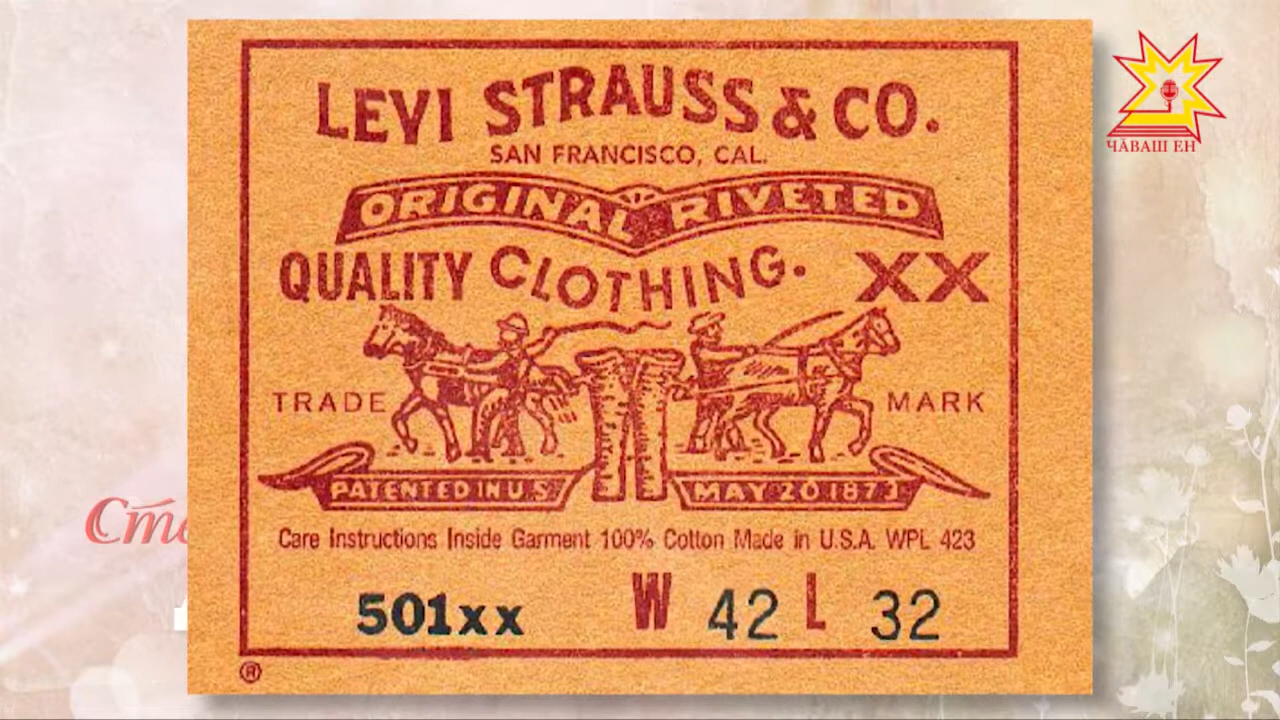 LEVI STRAUSS & CO.
SAN FRANCISCO, CAL.
ORIGINAL RIVETED
QUALITY CLOTHING. XX
TRADE MARK
PATENTED IN U.S. MAY 20 1873
Care Instructions Inside Garment 100% Cotton Made in U.S.A. WPL 423
501xx W 42 L 32
®
ЧӐВАШ ЕН